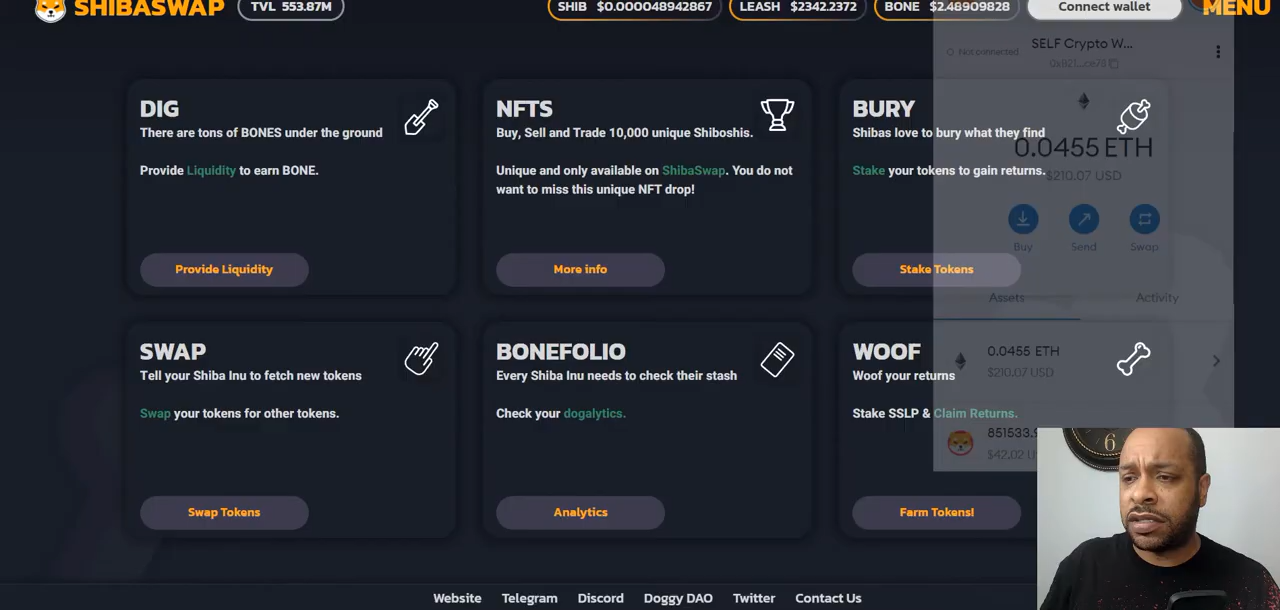 SHIBASWAP
TVL 553.87M
SHIB $0.000048942867
LEASH $2342.2372
BONE $2.46909828
Connect wallet
MENU
Not connected
SELF Crypto W...
0.0455 ETH
$210.07 USD
Buy
Send
Swap
Assets
Activity
0.0455 ETH
$210.07 USD
851533.
$42.02
DIG
There are tons of BONES under the ground
Provide Liquidity to earn BONE.
Provide Liquidity
NFTS
Buy, Sell and Trade 10,000 unique Shiboshis.
Unique and only available on ShibaSwap. You do not
want to miss this unique NFT drop!
More info
BURY
Shibas love to bury what they find
Stake your tokens to gain returns.
Stake Tokens
SWAP
Tell your Shiba Inu to fetch new tokens
Swap your tokens for other tokens.
Swap Tokens
BONEFOLIO
Every Shiba Inu needs to check their stash
Check your dogalytics.
Analytics
WOOF
Woof your returns
Stake SSLP & Claim Returns.
Farm Tokens!
6
Website Telegram Discord Doggy DAO Twitter Contact Us